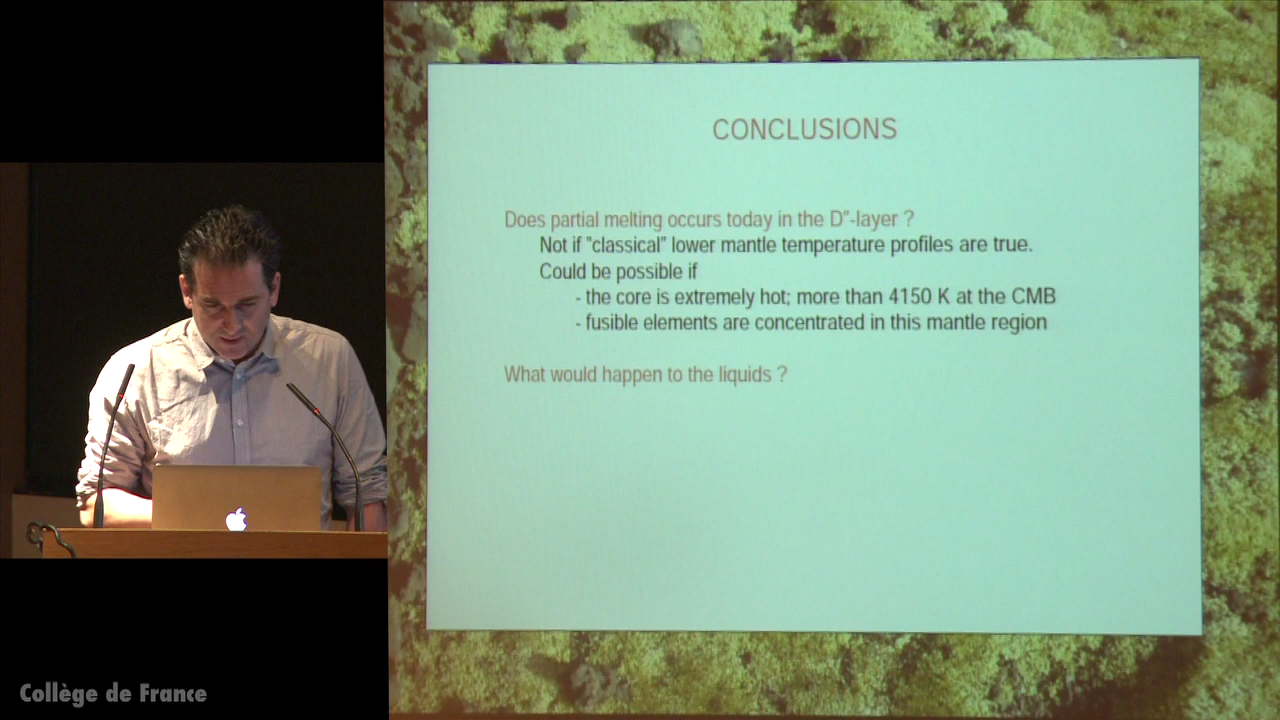 CONCLUSIONS
Does partial melting occurs today in the D"-layer ?
Not if "classical" lower mantle temperature profiles are true.
Could be possible if
- the core is extremely hot; more than 4150 K at the CMB
- fusible elements are concentrated in this mantle region
What would happen to the liquids ?
Collège de France